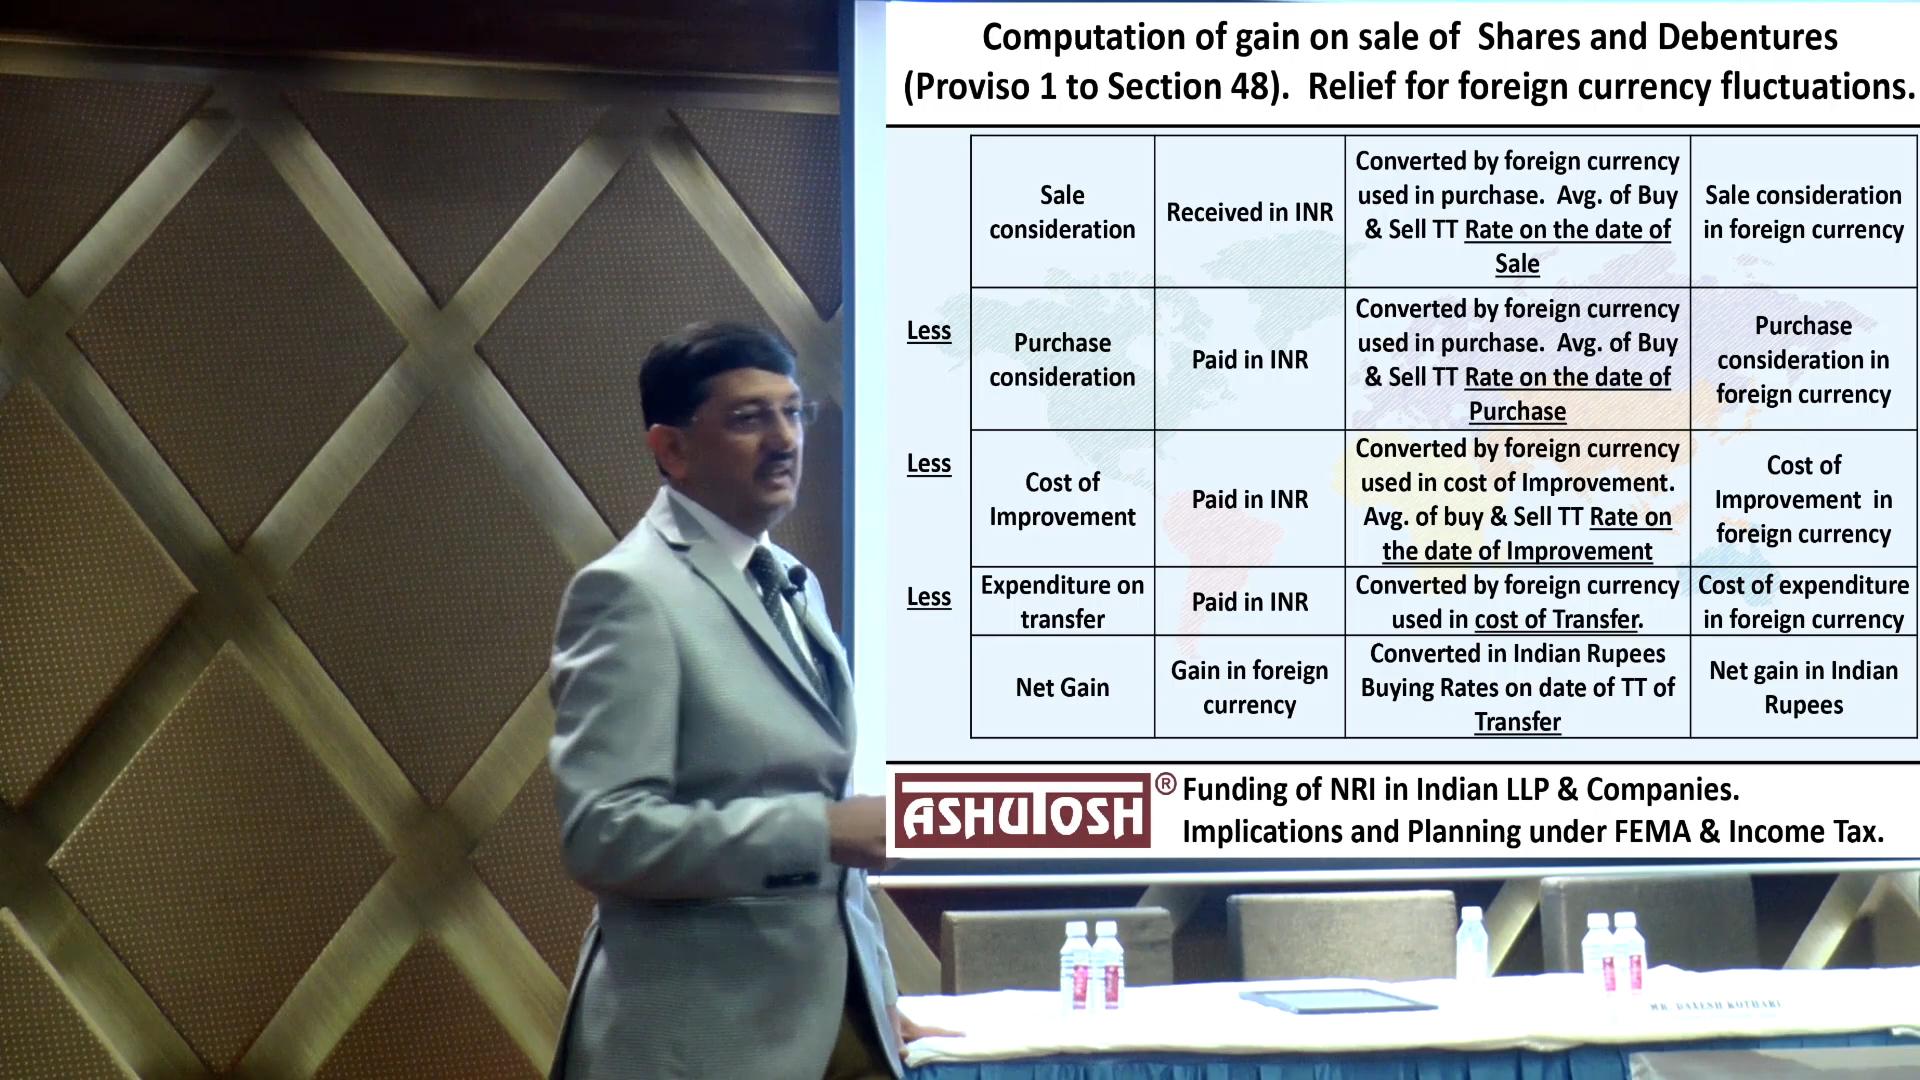 Computation of gain on sale of Shares and Debentures
(Proviso 1 to Section 48). Relief for foreign currency fluctuations.
Sale
consideration
Received in INR
Converted by foreign currency
used in purchase. Avg. of Buy
& Sell TT Rate on the date of
Sale
Sale consideration
in foreign currency
Less
Purchase
consideration
Paid in INR
Converted by foreign currency
used in purchase. Avg. of Buy
& Sell TT Rate on the date of
Purchase
Purchase
consideration in
foreign currency
Less
Cost of
Improvement
Paid in INR
Converted by foreign currency
used in cost of Improvement.
Avg. of buy & Sell TT Rate on
the date of Improvement
Cost of
Improvement in
foreign currency
Less
Expenditure on
transfer
Paid in INR
Converted by foreign currency
used in cost of Transfer.
Cost of expenditure
in foreign currency
Net Gain
Gain in foreign
currency
Converted in Indian Rupees
Buying Rates on date of TT of
Transfer
Net gain in Indian
Rupees
ASHUTOSH ®
Funding of NRI in Indian LLP & Companies.
Implications and Planning under FEMA & Income Tax.
MR. DAXESH KOTHARI